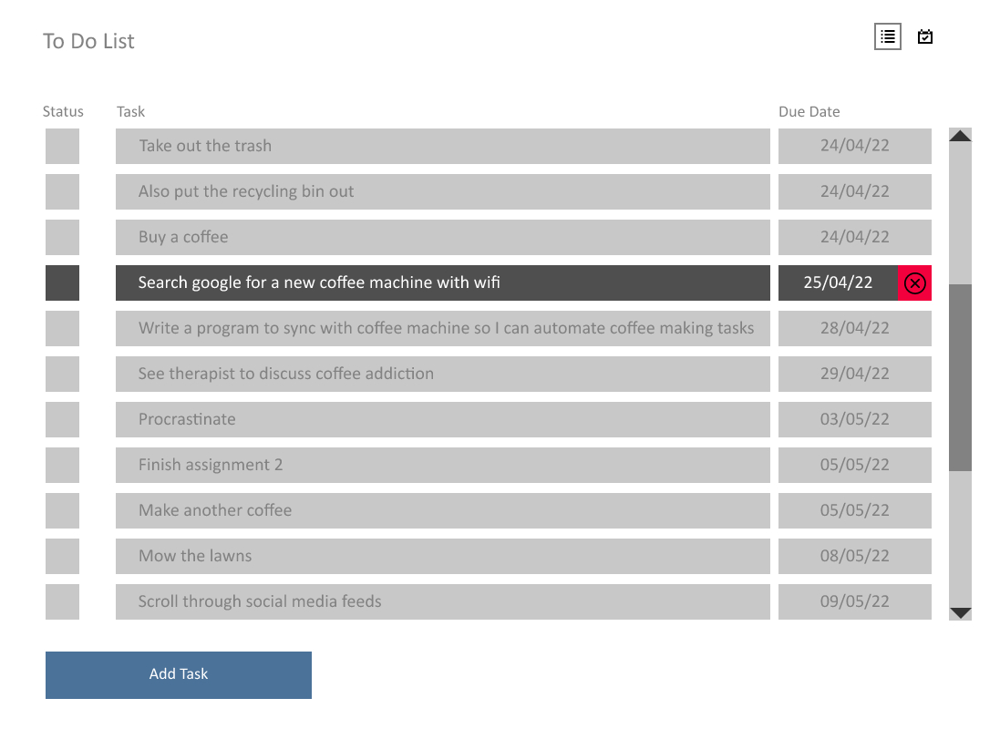 To Do List
Status Task Due Date
Take out the trash 24/04/22
Also put the recycling bin out 24/04/22
Buy a coffee 24/04/22
Search google for a new coffee machine with wifi 25/04/22
Write a program to sync with coffee machine so I can automate coffee making tasks 28/04/22
See therapist to discuss coffee addiction 29/04/22
Procrastinate 03/05/22
Finish assignment 2 05/05/22
Make another coffee 05/05/22
Mow the lawns 08/05/22
Scroll through social media feeds 09/05/22
Add Task